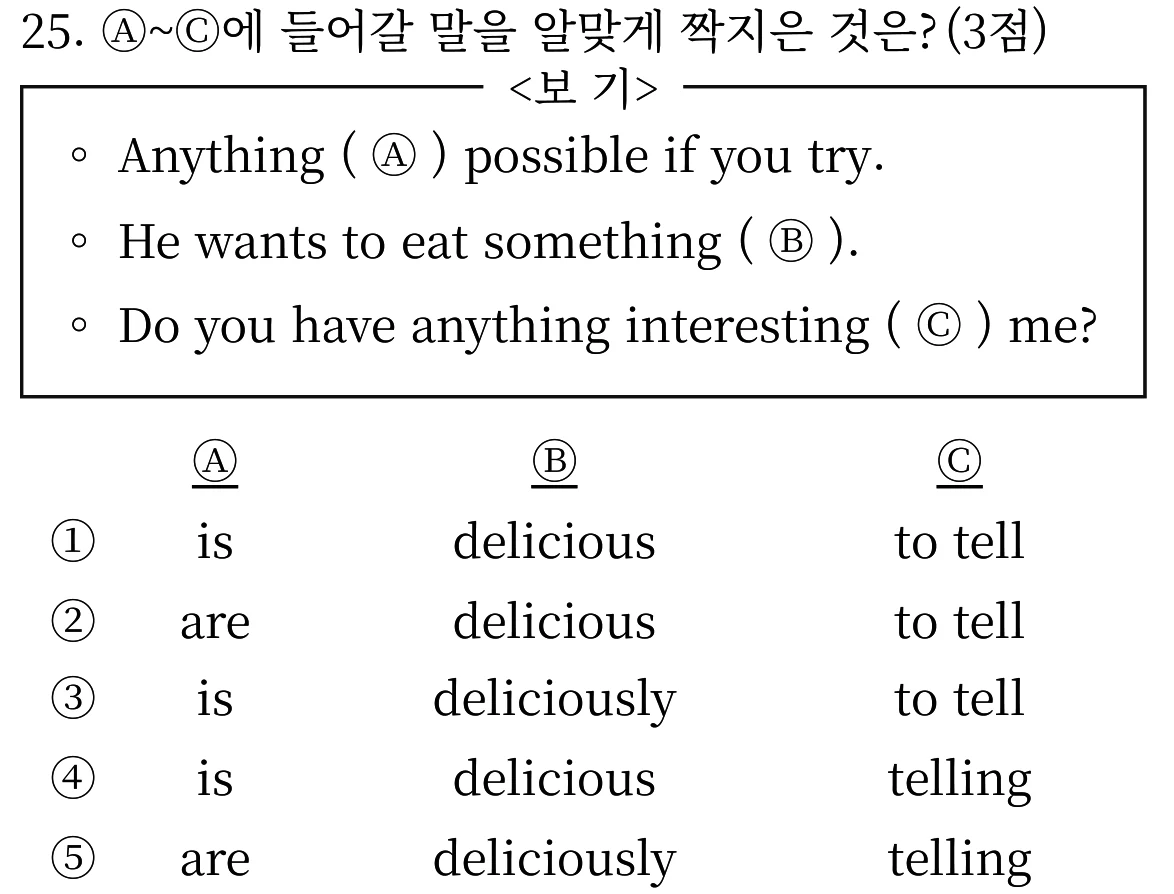 25. Ⓐ~Ⓒ에 들어갈 말을 알맞게 짝지은 것은?(3점)
<보 기>
◦ Anything ( Ⓐ ) possible if you try.
◦ He wants to eat something ( Ⓑ ).
◦ Do you have anything interesting ( Ⓒ ) me?
Ⓐ Ⓑ Ⓒ
① is delicious to tell
② are delicious to tell
③ is deliciously to tell
④ is delicious telling
⑤ are deliciously telling